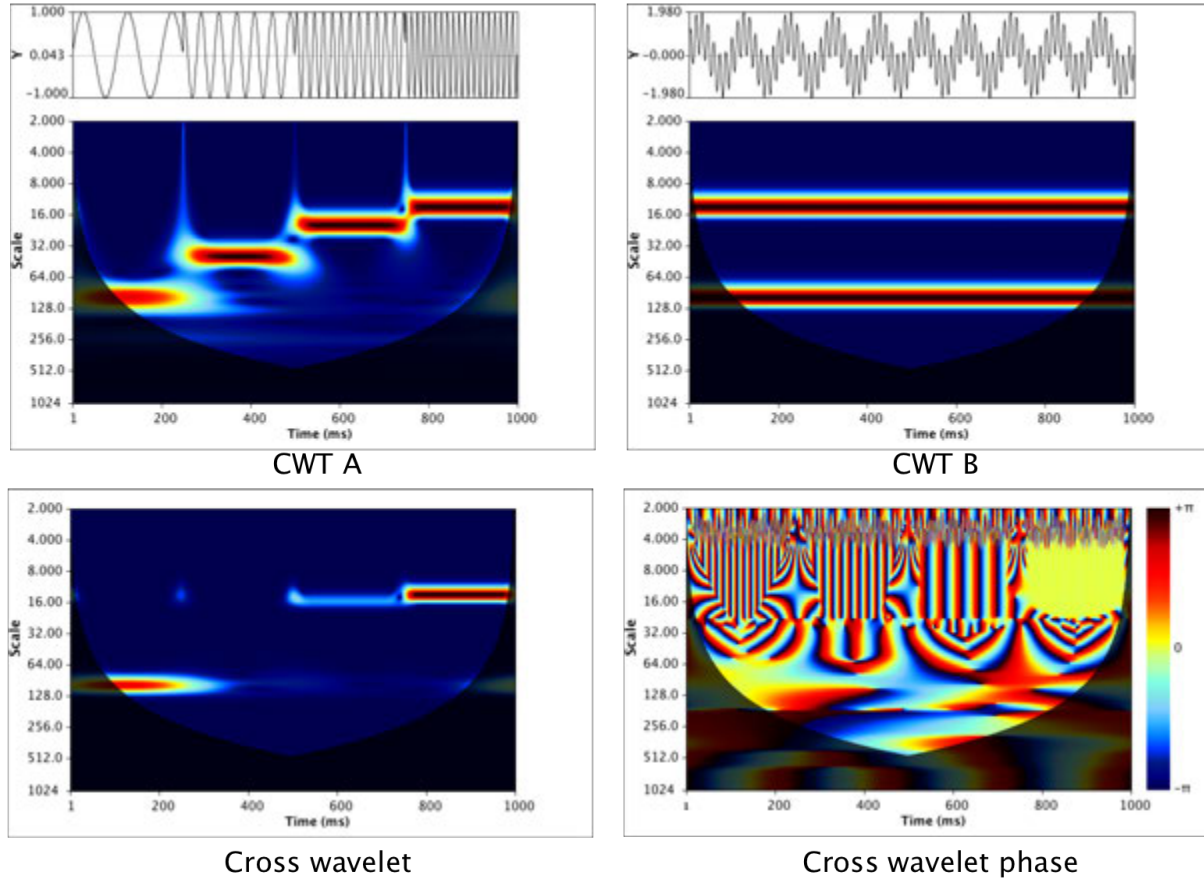 1.000
Y 0.043
-1.000
2.000
4.000
8.000
16.00
Scale 32.00
64.00
128.0
256.0
512.0
1024
1 200 400 600 800 1000
Time (ms)
CWT A
1.980
Y -0.000
-1.980
2.000
4.000
8.000
16.00
Scale 32.00
64.00
128.0
256.0
512.0
1024
1 200 400 600 800 1000
Time (ms)
CWT B
2.000
4.000
8.000
16.00
Scale 32.00
64.00
128.0
256.0
512.0
1024
1 200 400 600 800 1000
Time (ms)
Cross wavelet
2.000 +π
4.000
8.000
16.00
Scale 32.00
64.00 0
128.0
256.0
512.0
1024 -π
1 200 400 600 800 1000
Time (ms)
Cross wavelet phase